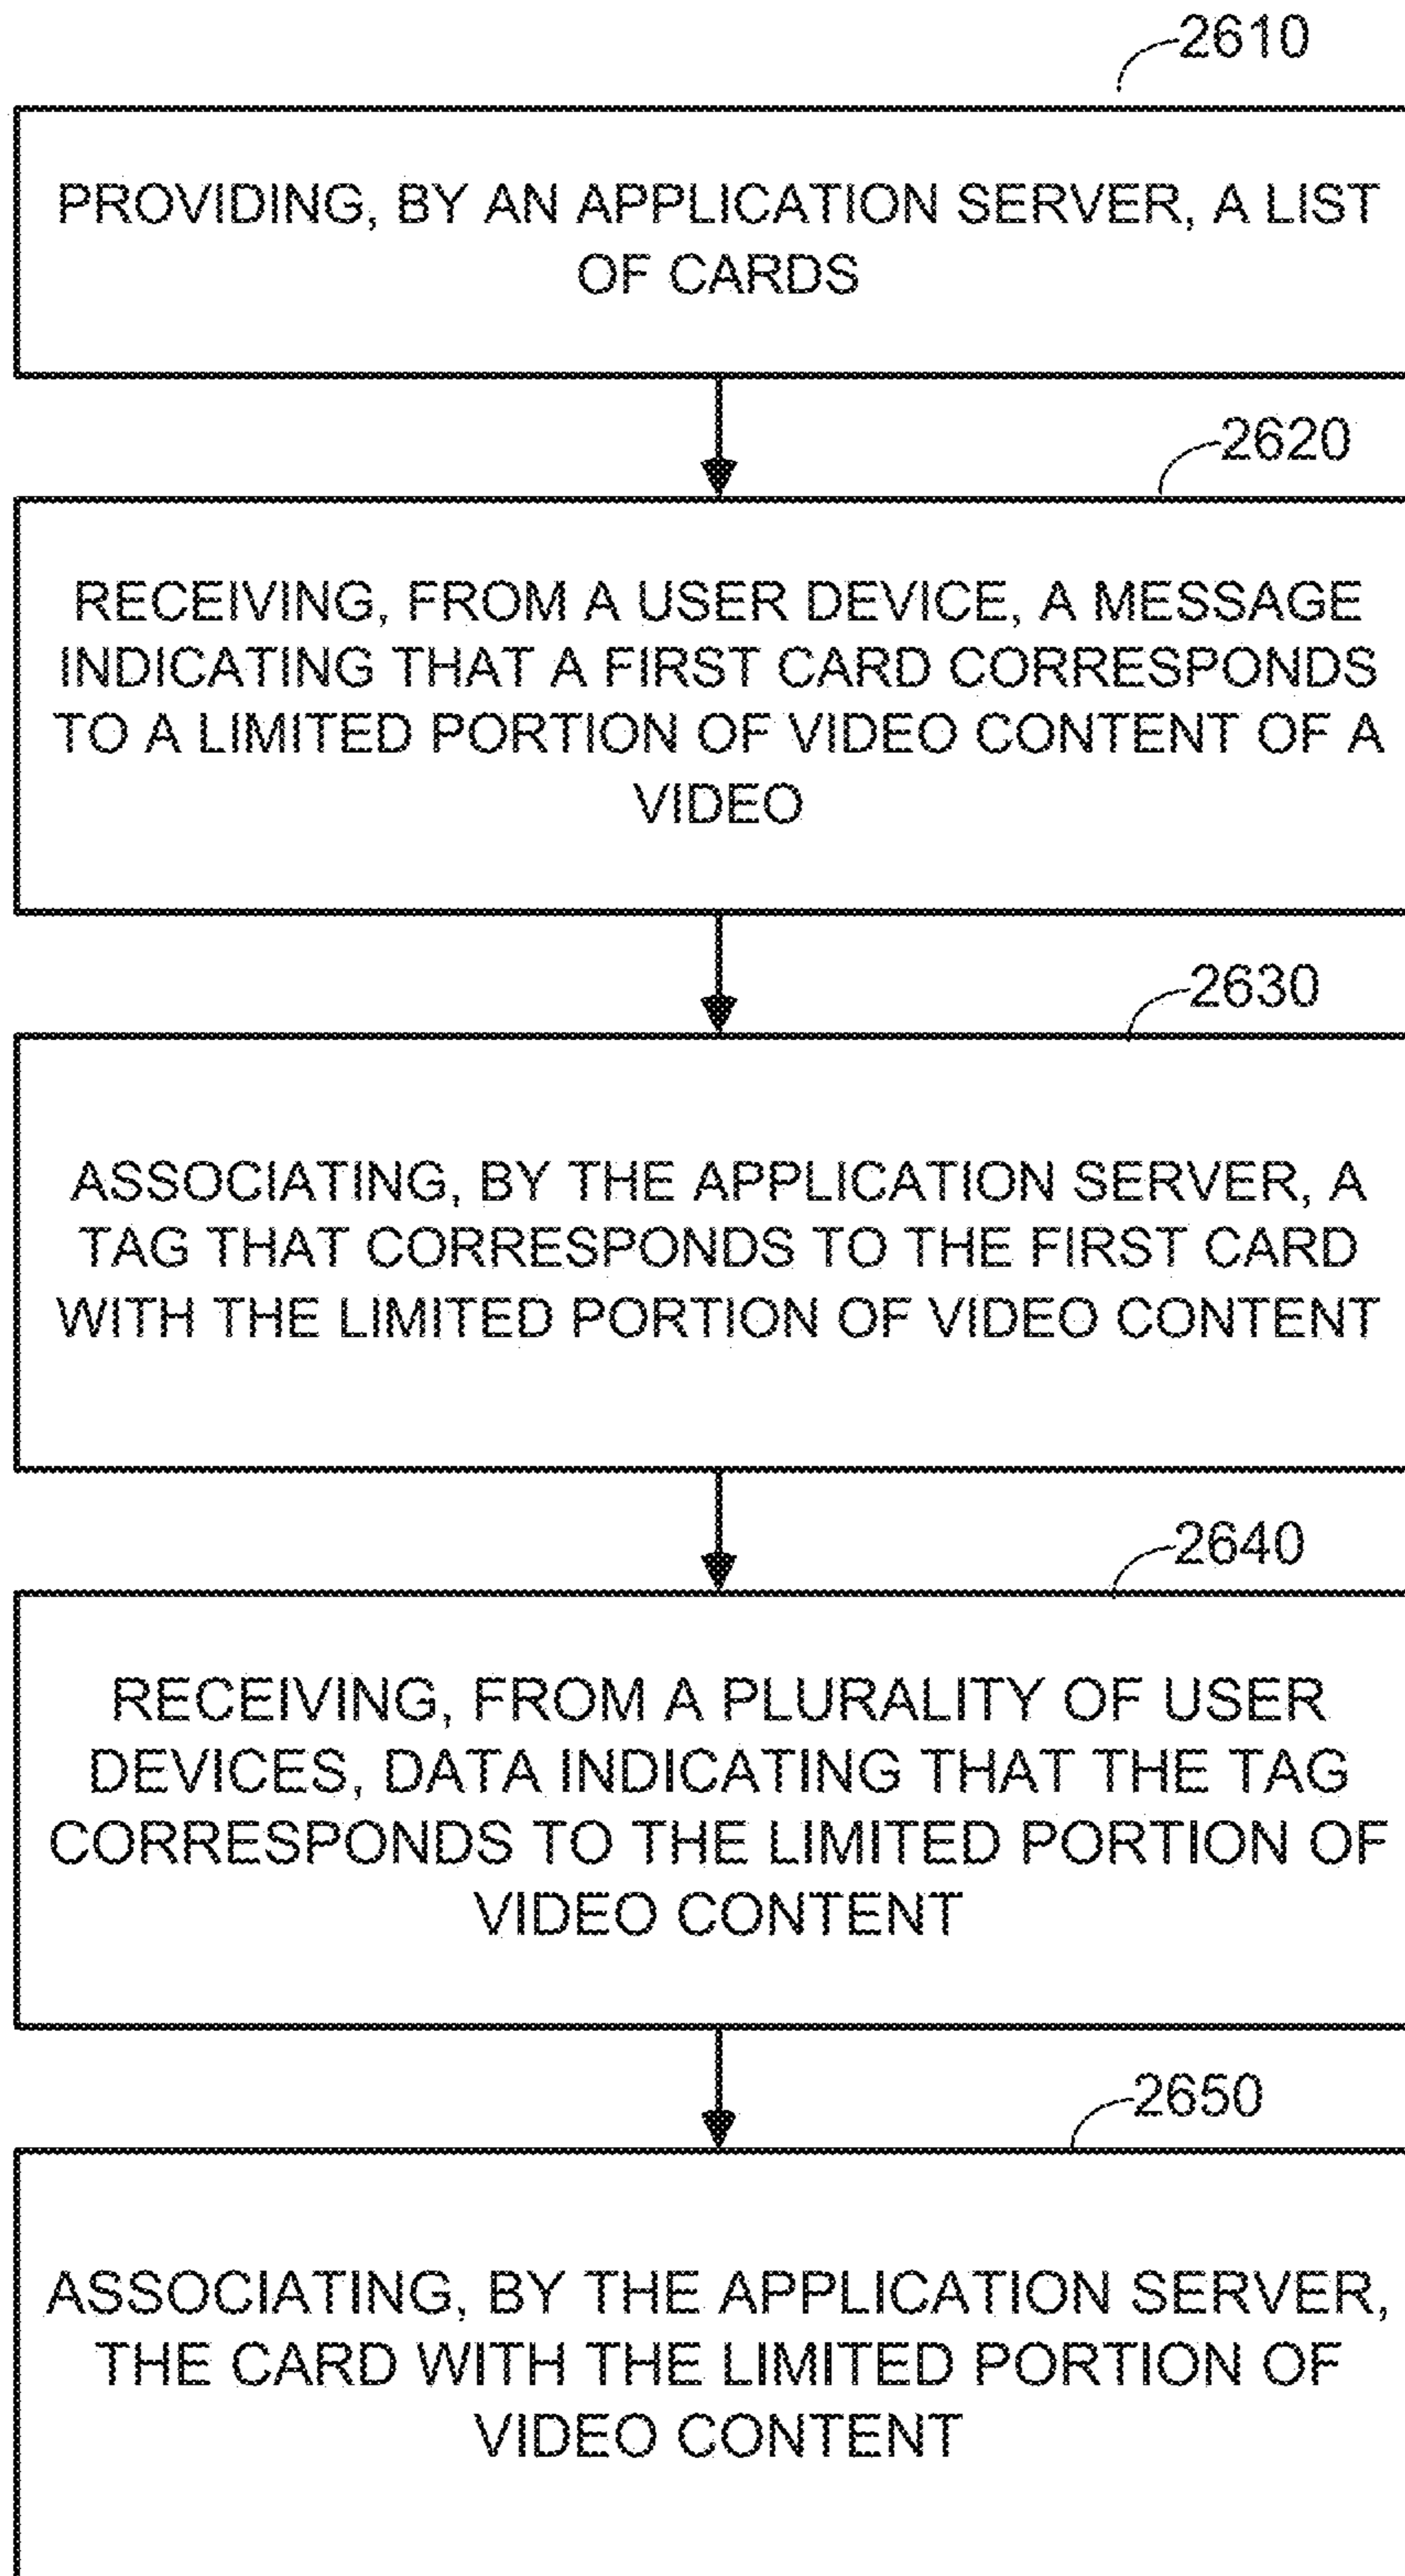 2610
PROVIDING, BY AN APPLICATION SERVER, A LIST
OF CARDS
2620
RECEIVING, FROM A USER DEVICE, A MESSAGE
INDICATING THAT A FIRST CARD CORRESPONDS
TO A LIMITED PORTION OF VIDEO CONTENT OF A
VIDEO
2630
ASSOCIATING, BY THE APPLICATION SERVER, A
TAG THAT CORRESPONDS TO THE FIRST CARD
WITH THE LIMITED PORTION OF VIDEO CONTENT
2640
RECEIVING, FROM A PLURALITY OF USER
DEVICES, DATA INDICATING THAT THE TAG
CORRESPONDS TO THE LIMITED PORTION OF
VIDEO CONTENT
2650
ASSOCIATING, BY THE APPLICATION SERVER,
THE CARD WITH THE LIMITED PORTION OF
VIDEO CONTENT